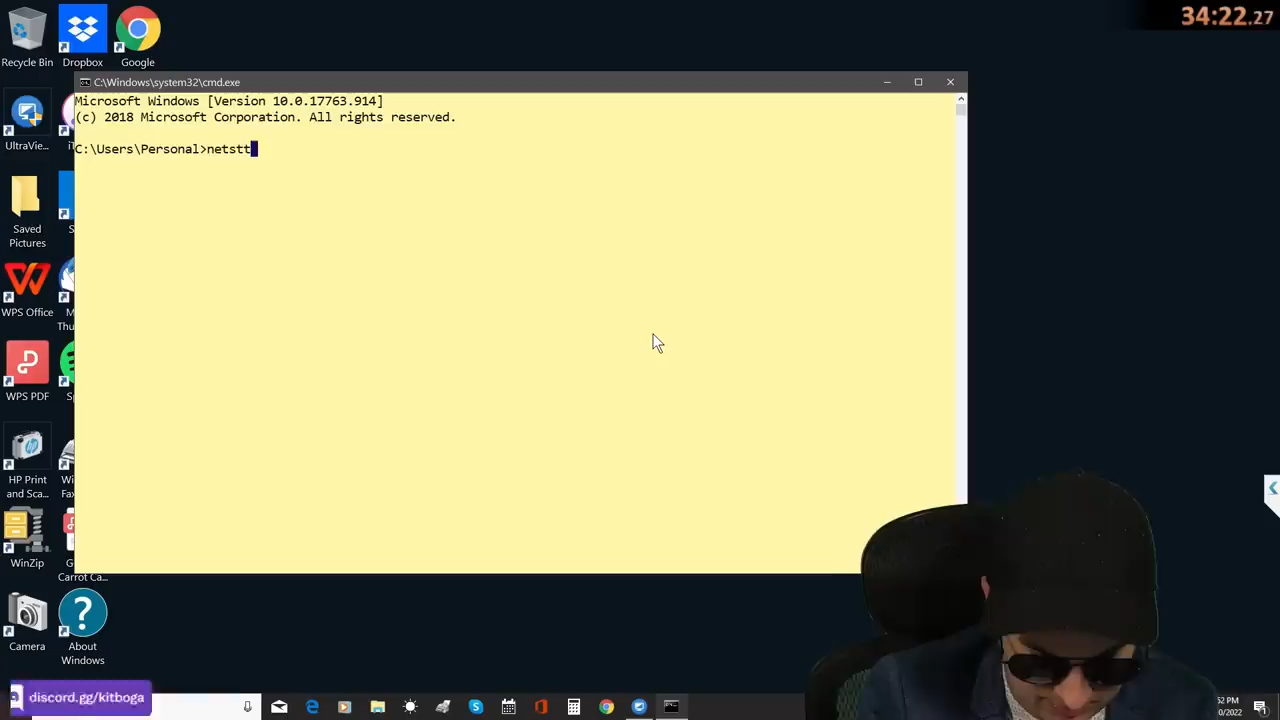 34:22.27
Recycle Bin
Dropbox
Google
C:\Windows\system32\cmd.exe
Microsoft Windows [Version 10.0.17763.914]
(c) 2018 Microsoft Corporation. All rights reserved.
C:\Users\Personal>netstt
UltraVie...
Saved
Pictures
WPS Office
WPS PDF
HP Print
and Sca...
WinZip
Carrot Ca...
Camera
About
Windows
discord.gg/kitboga